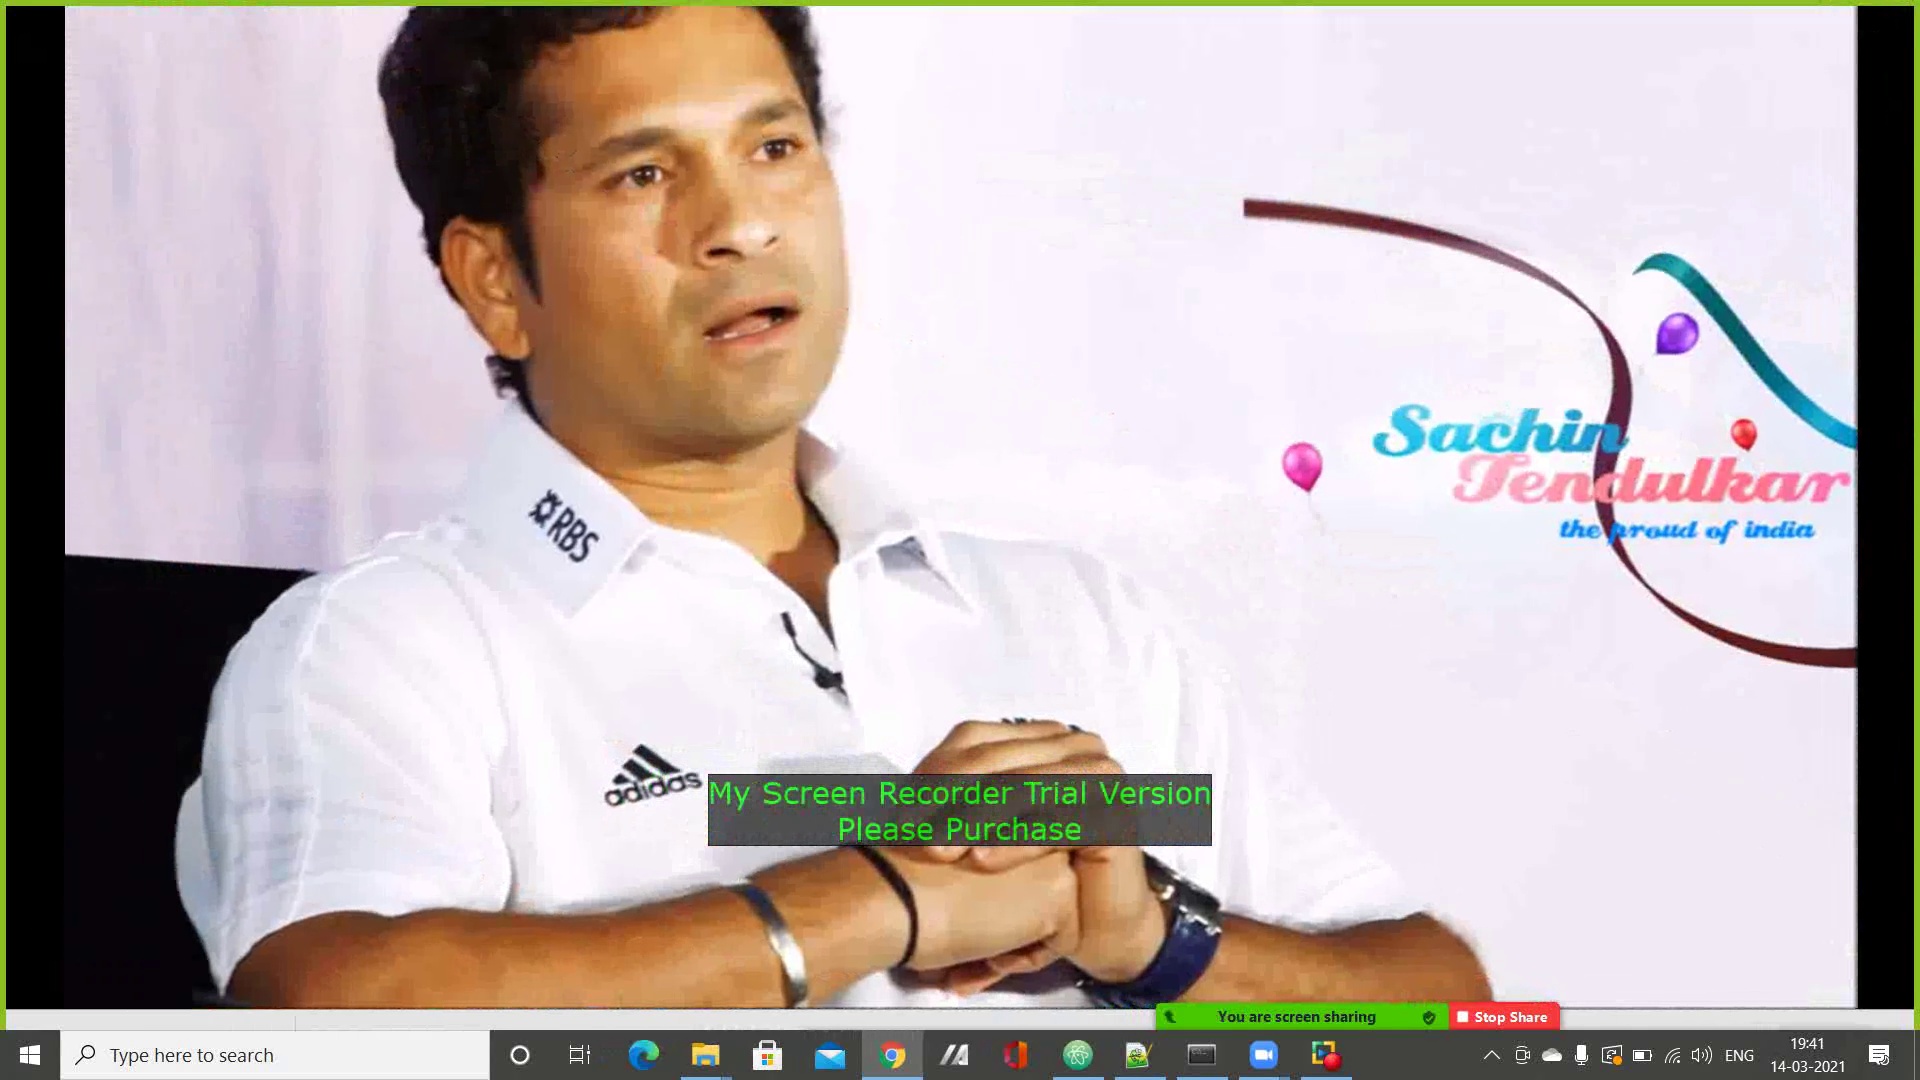 Sachin
Tendulkar
the proud of india
RBS
adidas
My Screen Recorder Trial Version
Please Purchase
You are screen sharing
Stop Share
Type here to search
ENG
19:41
14-03-2021